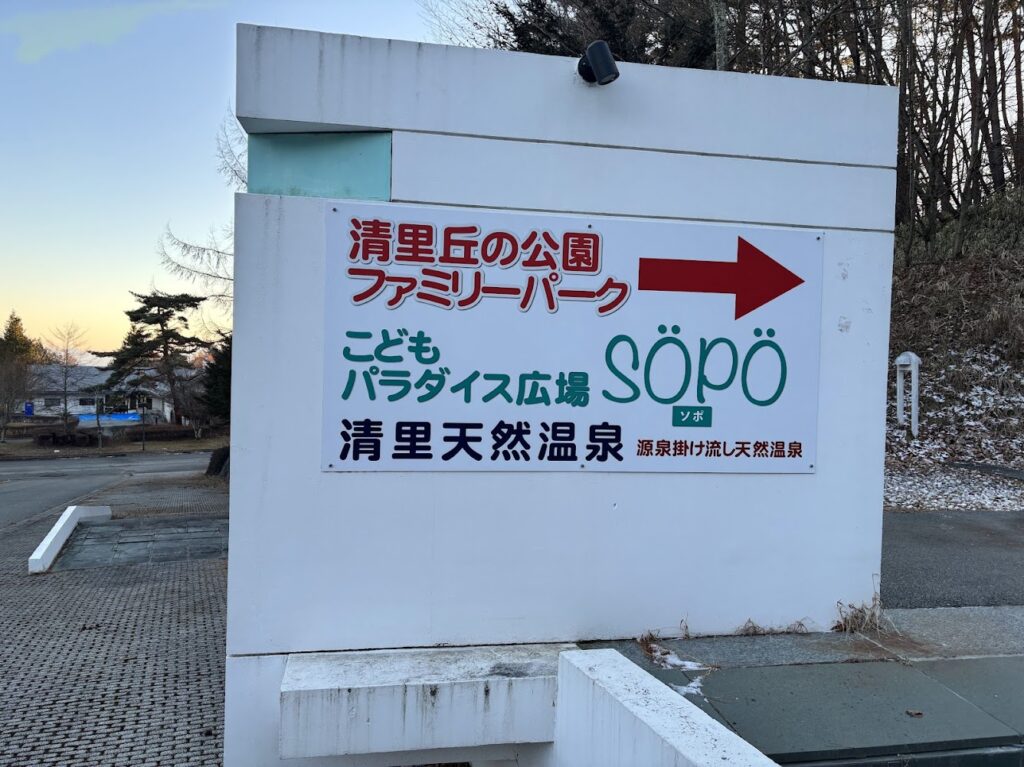 清里丘の公園
ファミリーパーク
こども
パラダイス広場
SÖPÖ
ソポ
清里天然温泉
源泉掛け流し天然温泉